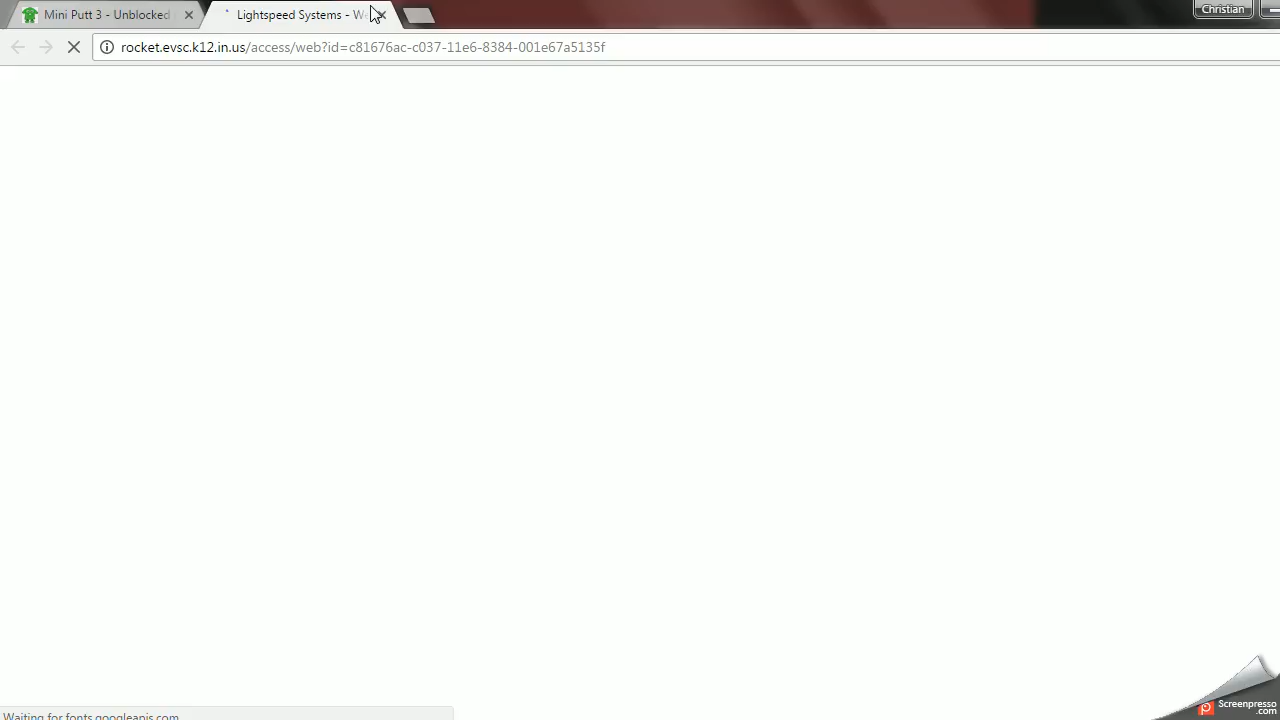 Mini Putt 3 - Unblocked
Lightspeed Systems - W
Christian
rocket.evsc.k12.in.us/access/web?id=c81676ac-c037-11e6-8384-001e67a5135f
Waiting for fonts.googleapis.com
Screenpresso
.com